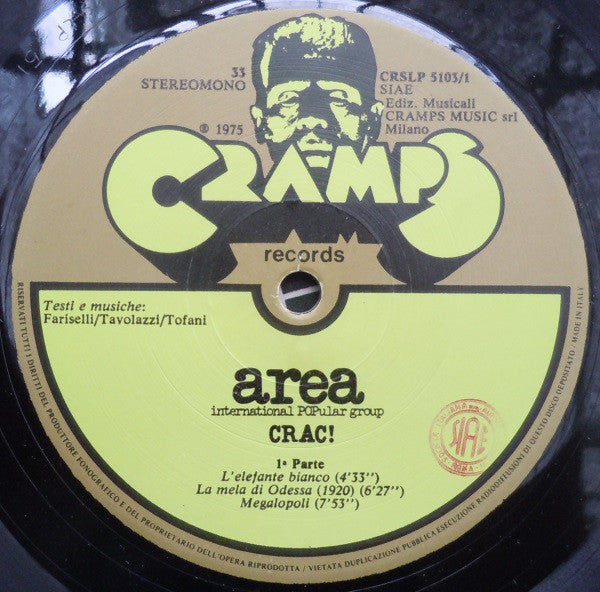 33
STEREOMONO
CRSLP 5103/1
SIAE
Ediz. Musicali
CRAMPS MUSIC srl
Milano
℗ 1975
CRAMPS
records
Testi e musiche:
Fariselli/Tavolazzi/Tofani
area
international POPular group
CRAC!
1ª Parte
L'elefante bianco (4'33'')
La mela di Odessa (1920) (6'27'')
Megalopoli (7'53'')
SIAE
RISERVATI TUTTI I DIRITTI DEL PRODUTTORE FONOGRAFICO E DEL PROPRIETARIO DELL'OPERA RIPRODOTTA / VIETATA DUPLICAZIONE PUBBLICA ESECUZIONE RADIODIFFUSIONE DI QUESTO DISCO DEPOSITATO / MADE IN ITALY